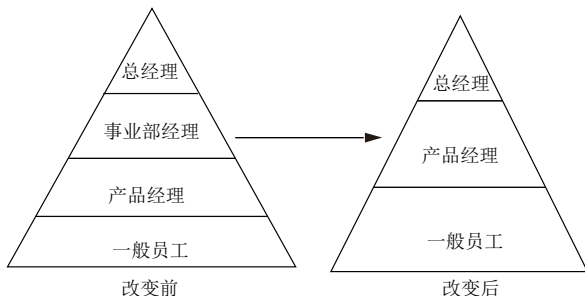 总经理
事业部经理
产品经理
一般员工
改变前
总经理
产品经理
一般员工
改变后